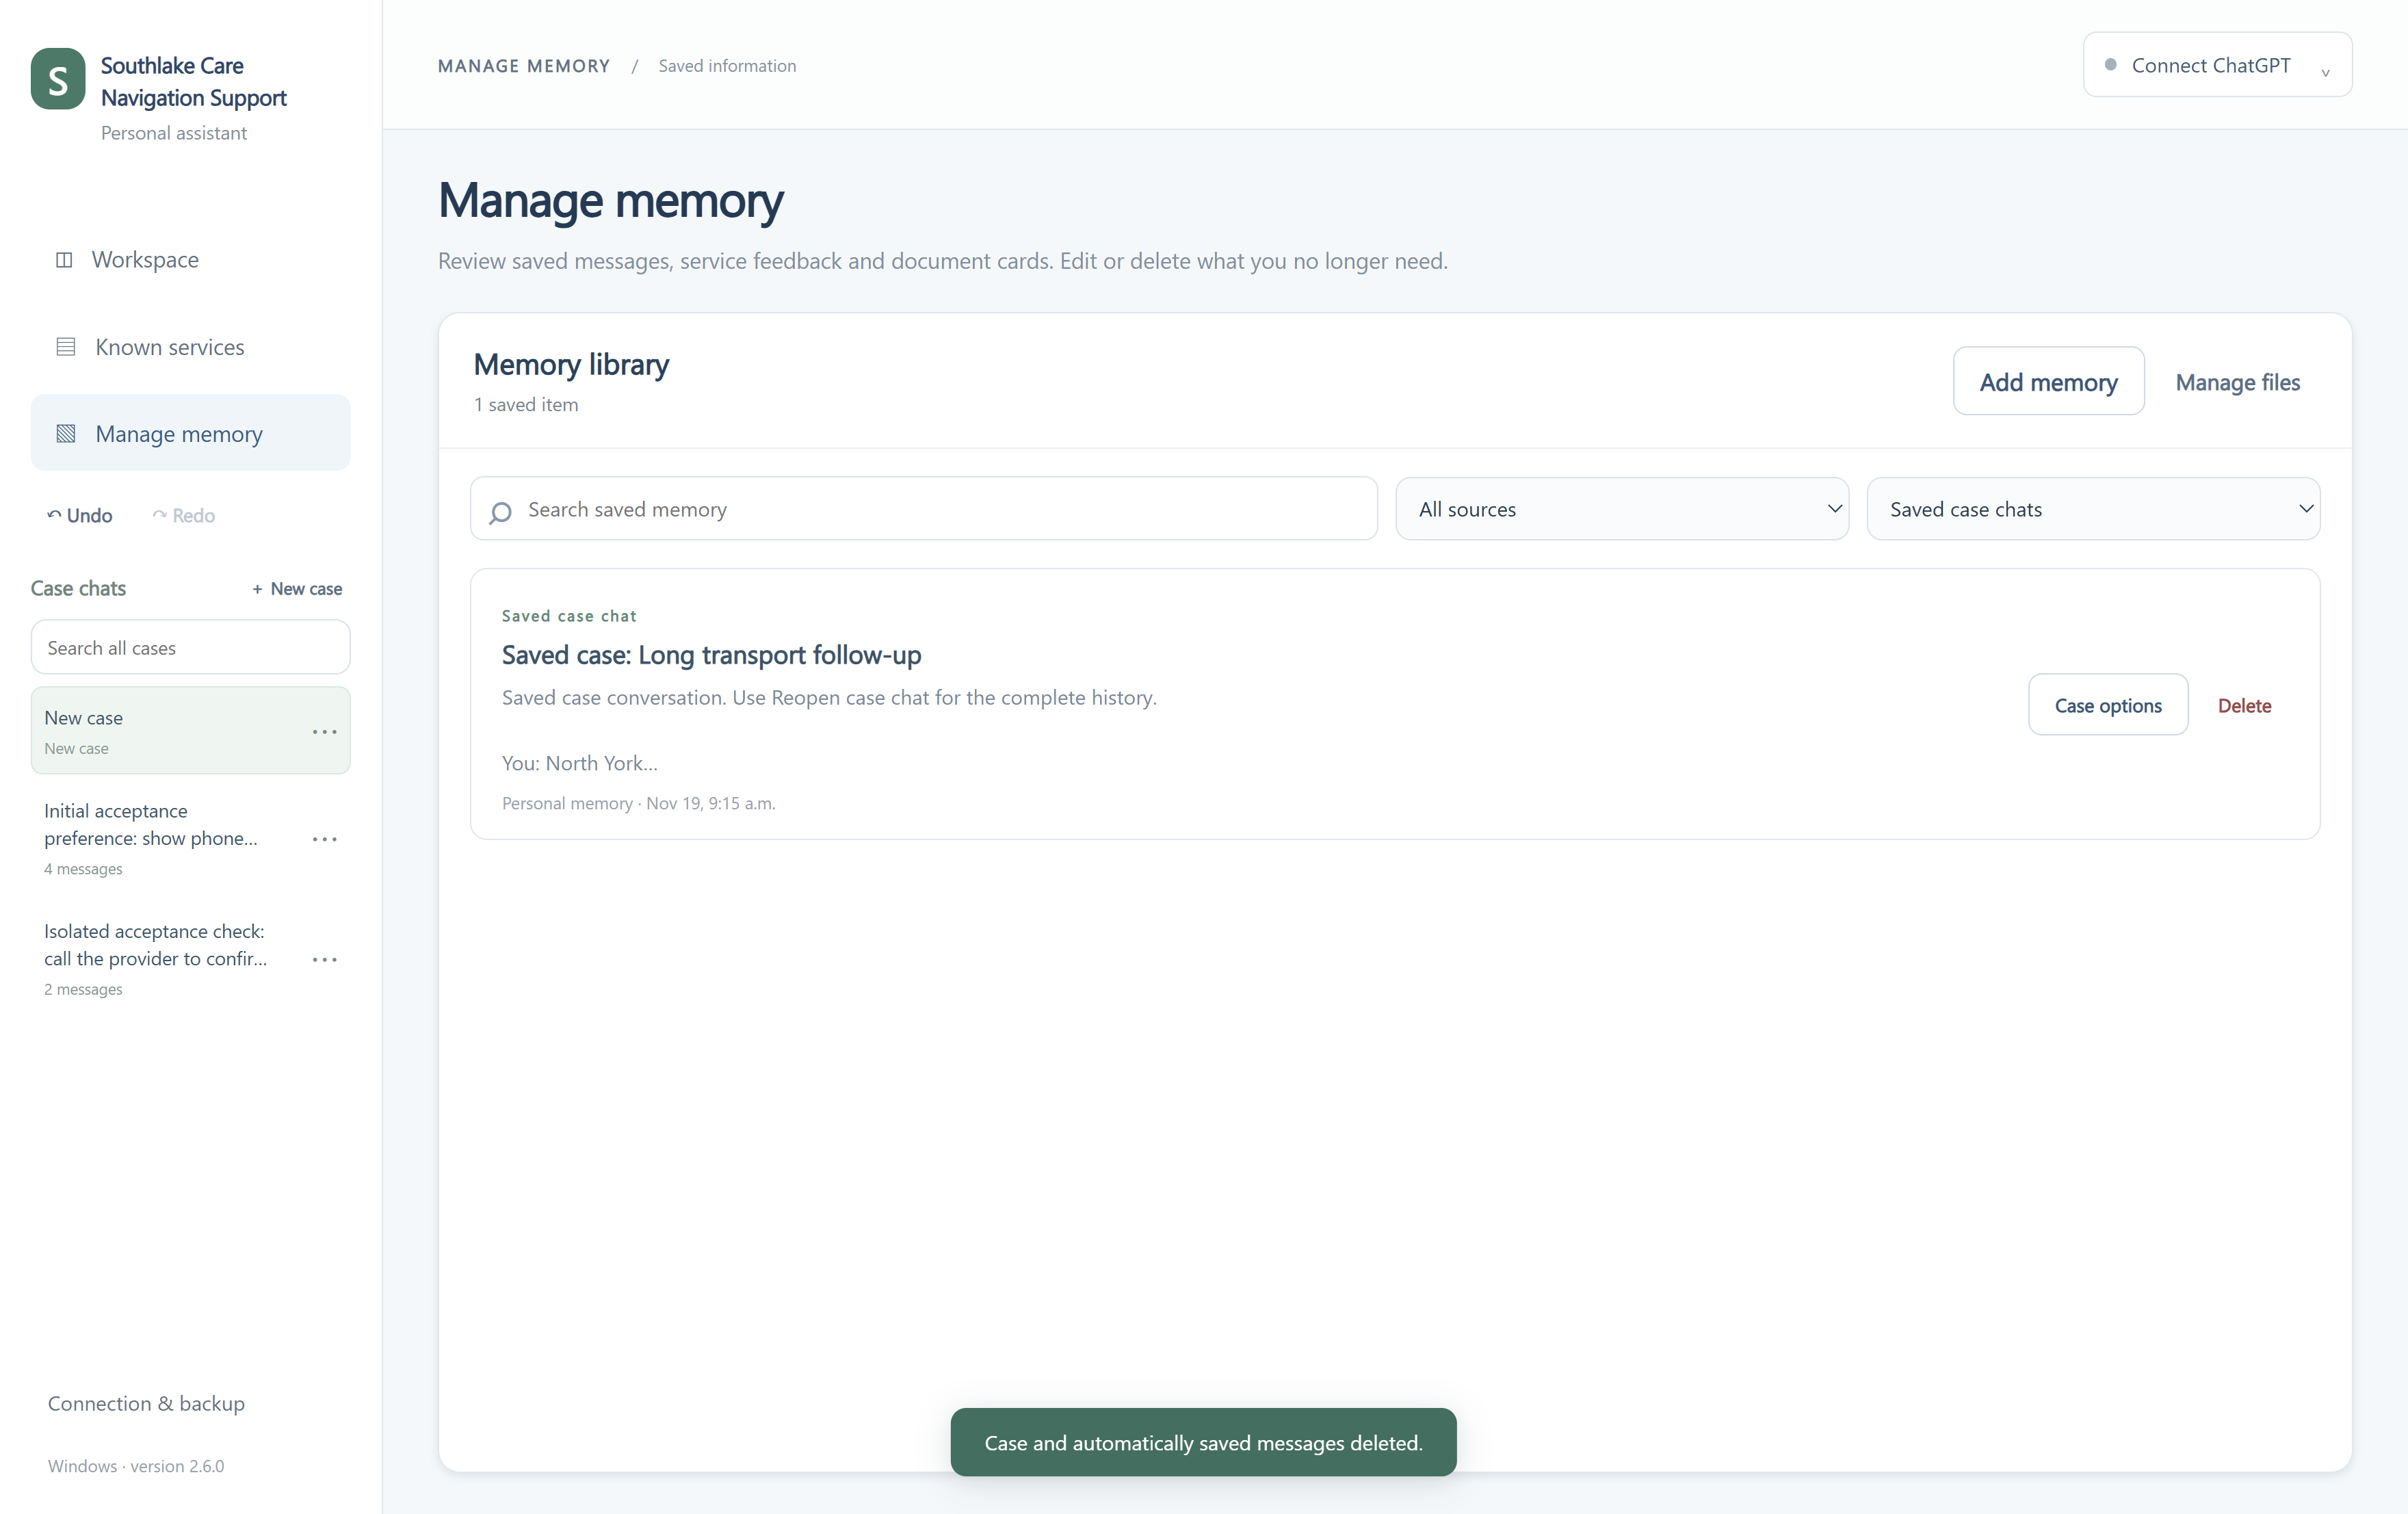 S
Southlake Care
Navigation Support
Personal assistant
Workspace
Known services
Manage memory
Undo
Redo
Case chats
+ New case
Search all cases
New case
New case
Initial acceptance
preference: show phone...
4 messages
Isolated acceptance check:
call the provider to confir...
2 messages
Connection & backup
Windows · version 2.6.0
MANAGE MEMORY / Saved information
Connect ChatGPT
Manage memory
Review saved messages, service feedback and document cards. Edit or delete what you no longer need.
Memory library
1 saved item
Add memory
Manage files
Search saved memory
All sources
Saved case chats
Saved case chat
Saved case: Long transport follow-up
Saved case conversation. Use Reopen case chat for the complete history.
You: North York...
Personal memory · Nov 19, 9:15 a.m.
Case options
Delete
Case and automatically saved messages deleted.